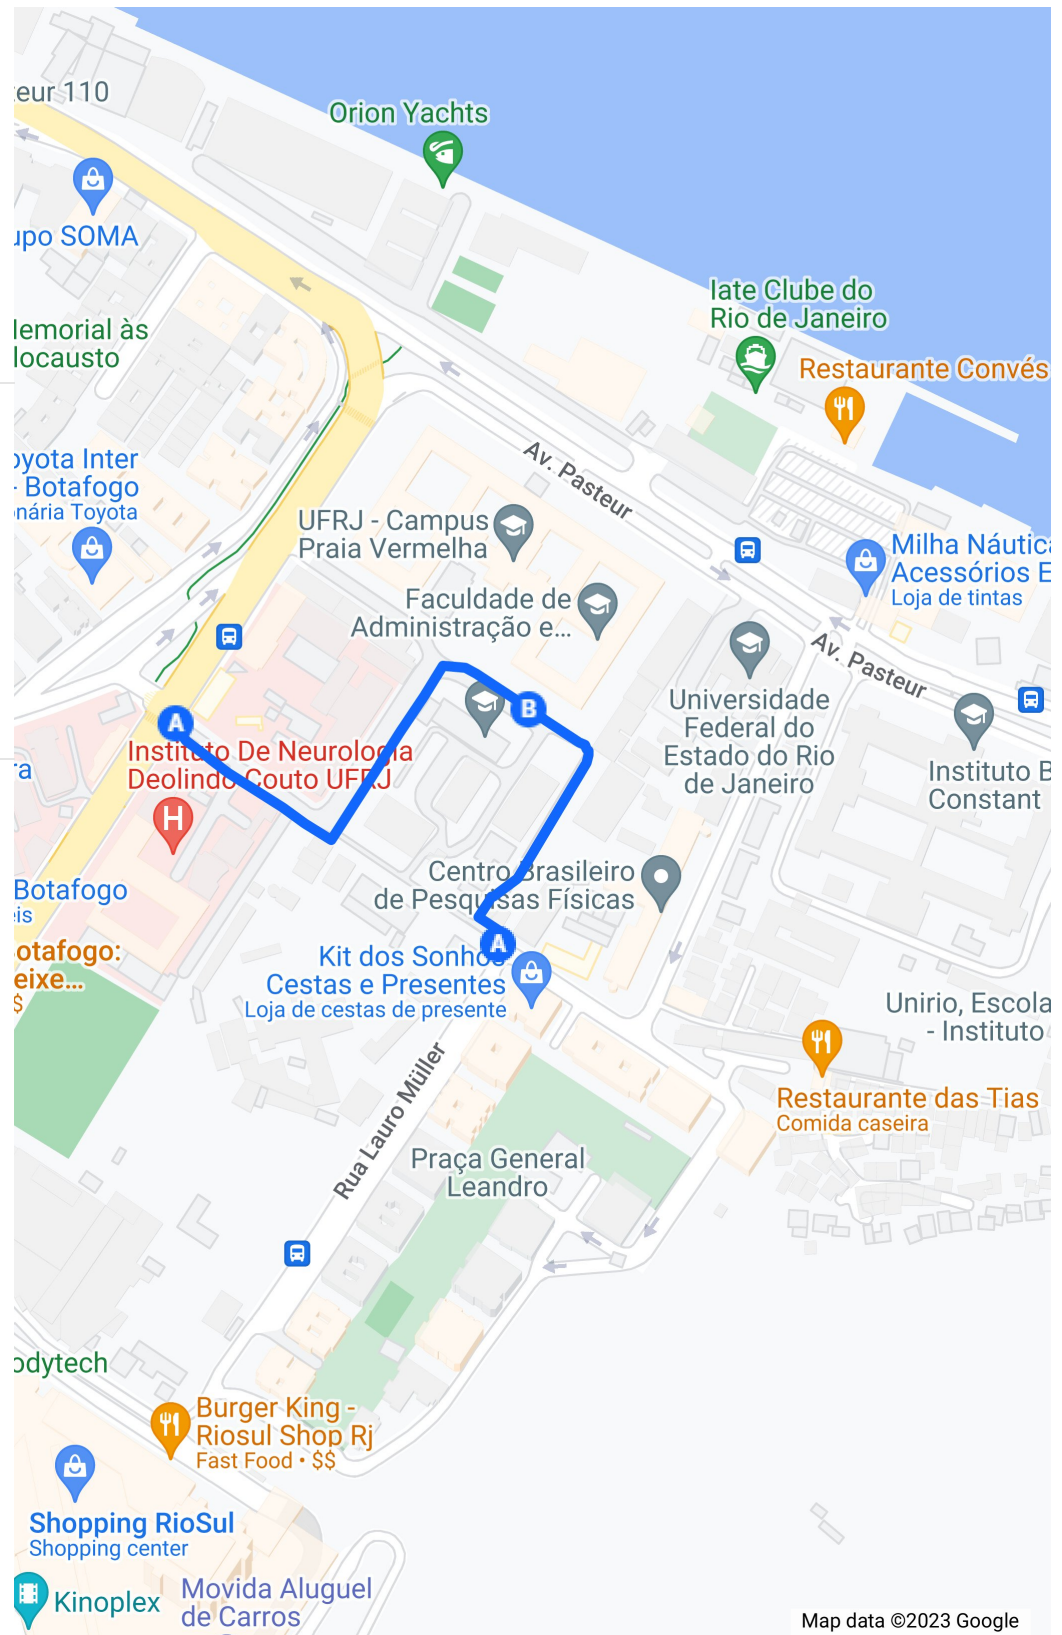 eur 110
Orion Yachts
upo SOMA
Iate Clube do
Rio de Janeiro
Memorial às
locausto
Restaurante Convés
oyota Inter
- Botafogo
nária Toyota
Av. Pasteur
UFRJ - Campus
Praia Vermelha
Milha Náutica
Acessórios E
Loja de tintas
Faculdade de
Administração e...
Av. Pasteur
Universidade
Federal do
Estado do Rio
de Janeiro
A
B
Instituto De Neurologia
Deolindo Couto UFRJ
ra
H
Instituto B
Constant
Centro Brasileiro
de Pesquisas Físicas
Botafogo
eis
otafogo:
eixe...
$
A
Kit dos Sonhos
Cestas e Presentes
Loja de cestas de presente
Unirio, Escola
- Instituto
Restaurante das Tias
Comida caseira
Rua Lauro Müller
Praça General
Leandro
odytech
Burger King -
Riosul Shop Rj
Fast Food • $$
Shopping RioSul
Shopping center
Kinoplex
Movida Aluguel
de Carros
Map data ©2023 Google